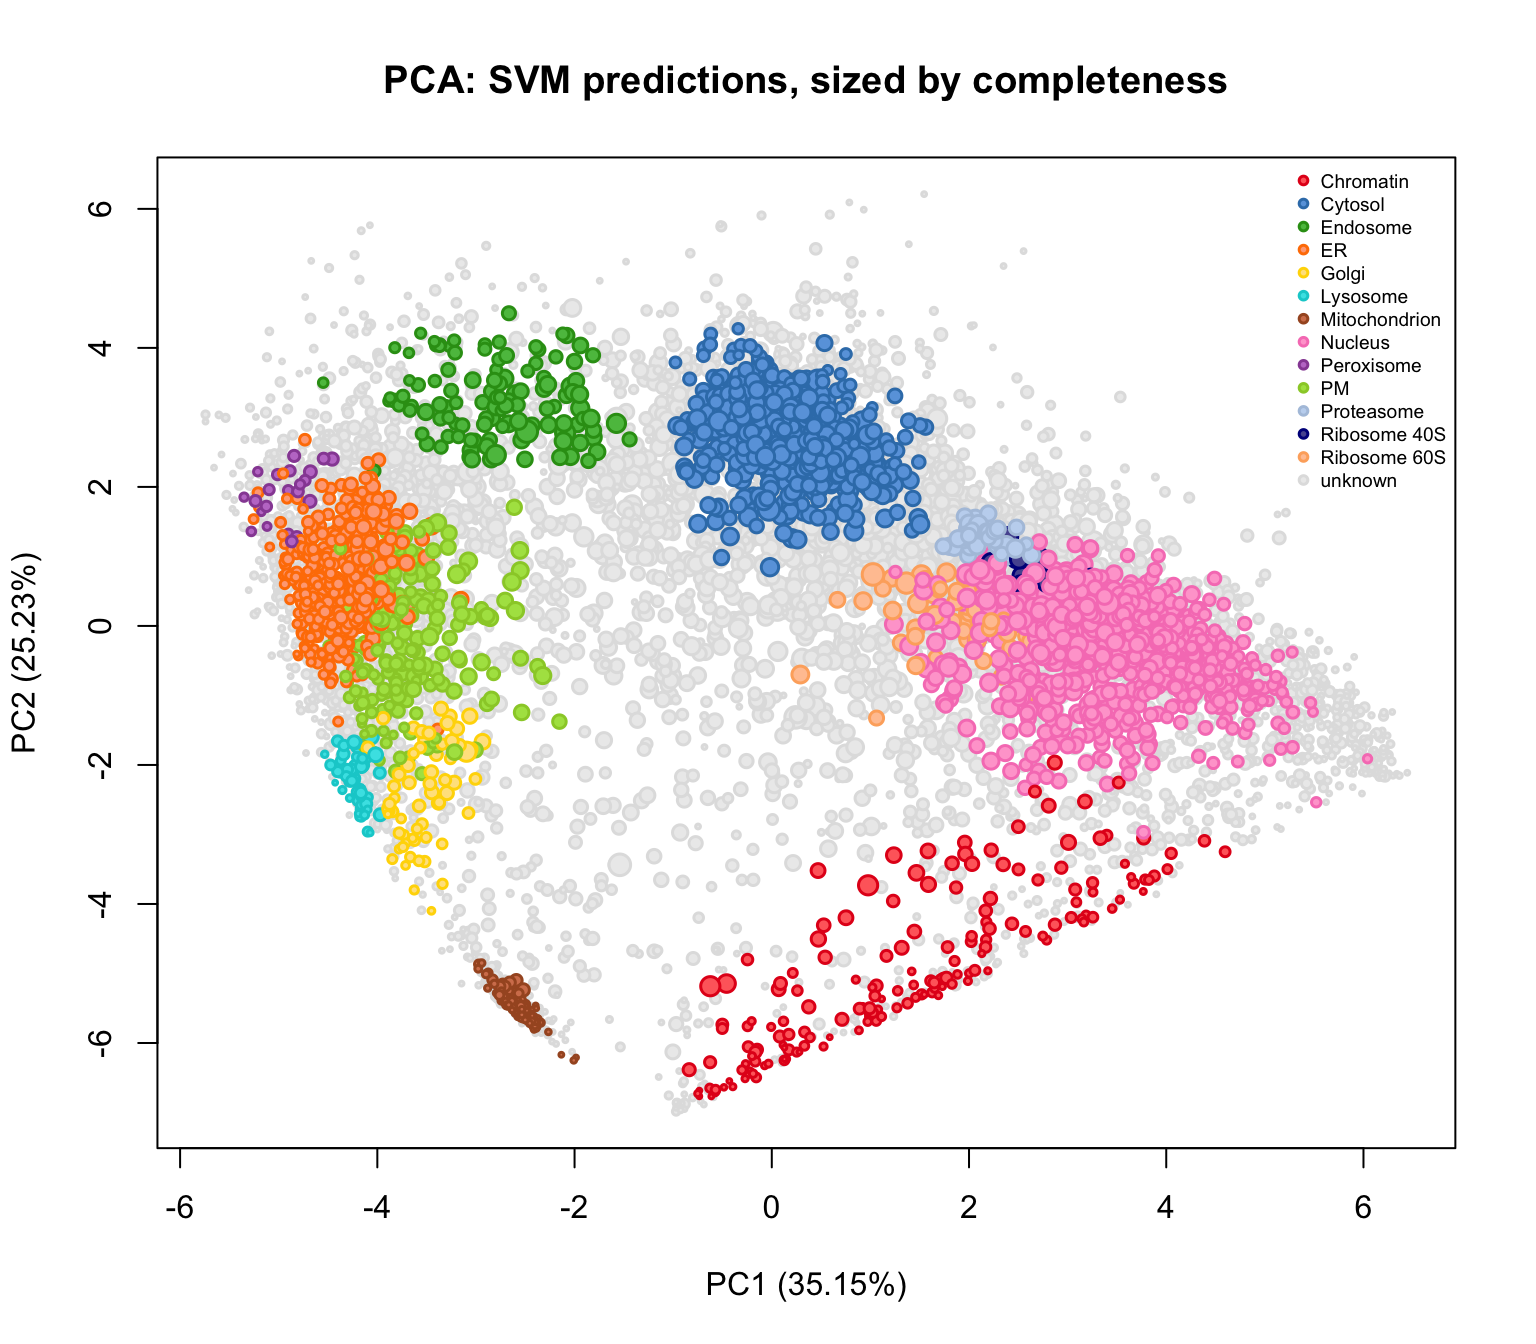 PCA: SVM predictions, sized by completeness
Chromatin
Cytosol
Endosome
ER
Golgi
Lysosome
Mitochondrion
Nucleus
Peroxisome
PM
Proteasome
Ribosome 40S
Ribosome 60S
unknown
6
4
2
0
-2
-4
-6
PC2 (25.23%)
-6 -4 -2 0 2 4 6
PC1 (35.15%)